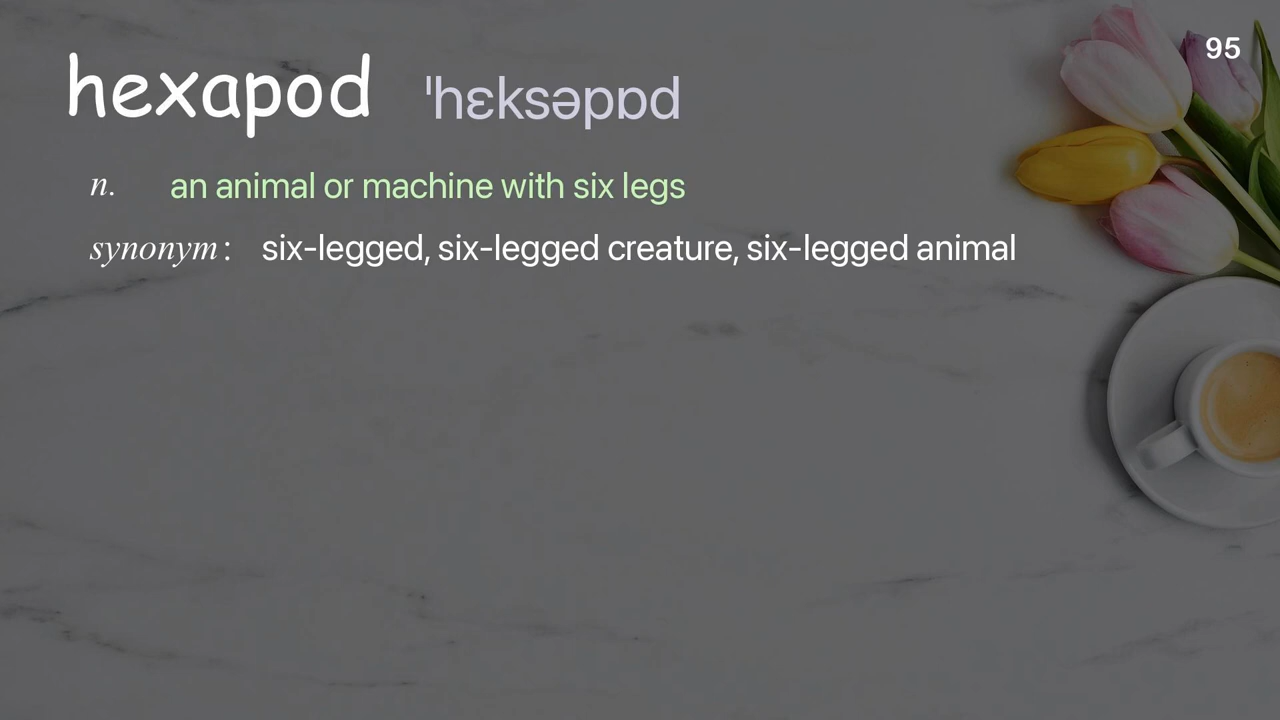 95
hexapod ˈhɛksəpɒd
n. an animal or machine with six legs
synonym: six-legged, six-legged creature, six-legged animal